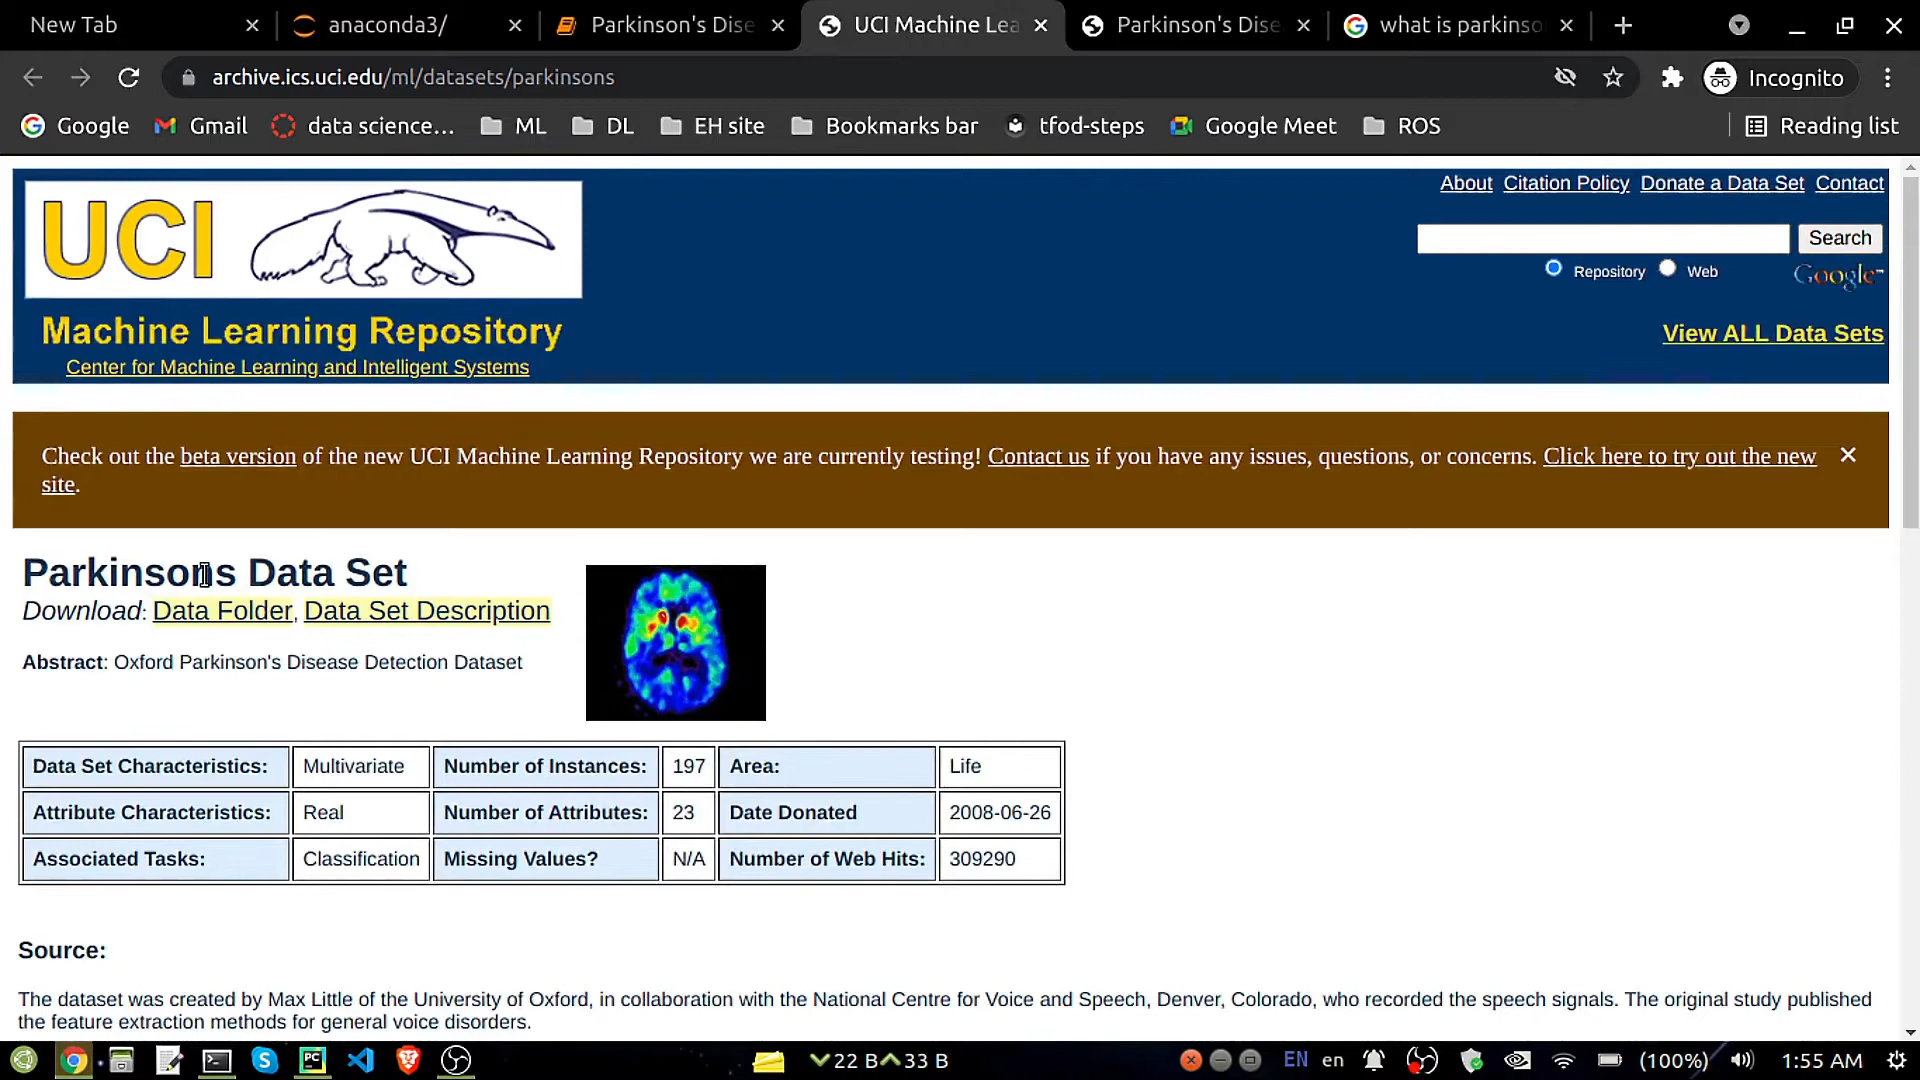 New Tab
anaconda3/
Parkinson's Dise
UCI Machine Lea
Parkinson's Dise
what is parkinso
archive.ics.uci.edu/ml/datasets/parkinsons
Incognito
Google
Gmail
data science...
ML
DL
EH site
Bookmarks bar
tfod-steps
Google Meet
ROS
Reading list
UCI
About Citation Policy Donate a Data Set Contact
Search
Repository Web Google™
Machine Learning Repository
View ALL Data Sets
Center for Machine Learning and Intelligent Systems
Check out the beta version of the new UCI Machine Learning Repository we are currently testing! Contact us if you have any issues, questions, or concerns. Click here to try out the new
site.
Parkinsons Data Set
Download: Data Folder, Data Set Description
Abstract: Oxford Parkinson's Disease Detection Dataset
Data Set Characteristics: Multivariate Number of Instances: 197 Area: Life
Attribute Characteristics: Real Number of Attributes: 23 Date Donated 2008-06-26
Associated Tasks: Classification Missing Values? N/A Number of Web Hits: 309290
Source:
The dataset was created by Max Little of the University of Oxford, in collaboration with the National Centre for Voice and Speech, Denver, Colorado, who recorded the speech signals. The original study published
the feature extraction methods for general voice disorders.
PC
22 B 33 B
EN en (100%) 1:55 AM